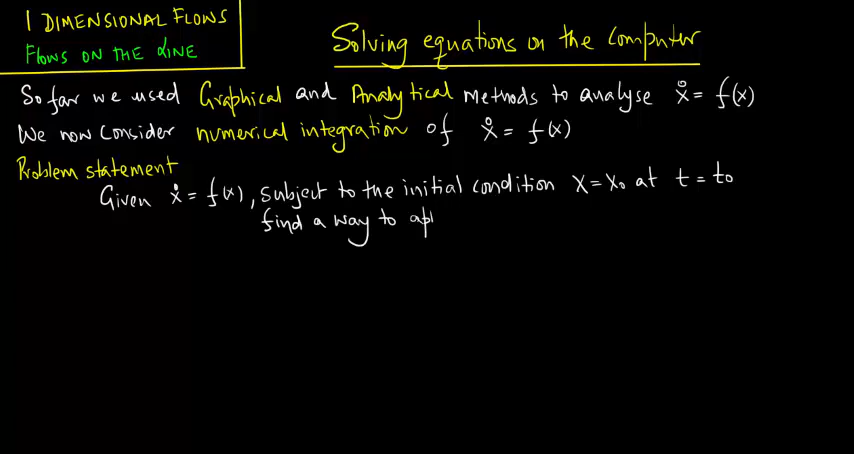 1 DIMENSIONAL FLOWS
FLOWS ON THE LINE
Solving equations on the computer
So far we used Graphical and Analytical methods to analyse ẋ = f(x)
We now consider numerical integration of ẋ = f(x)
Problem statement
Given ẋ = f(x), subject to the initial condition x = x₀ at t = t₀
find a way to ap